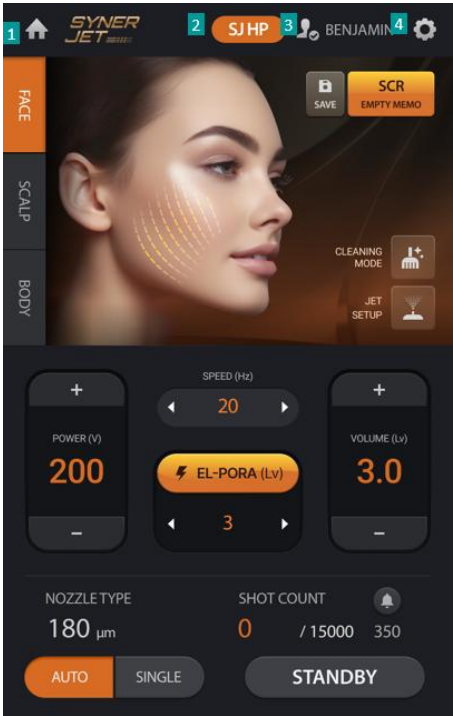 1
SYNER
JET
2
SJ HP
3
BENJAMIN
4
FACE
SCALP
BODY
SAVE
SCR
EMPTY MEMO
CLEANING
MODE
JET
SETUP
SPEED (Hz)
20
+
POWER (V)
200
−
EL-PORA (Lv)
3
+
VOLUME (Lv)
3.0
−
NOZZLE TYPE
180 μm
SHOT COUNT
0 / 15000 350
AUTO SINGLE
STANDBY